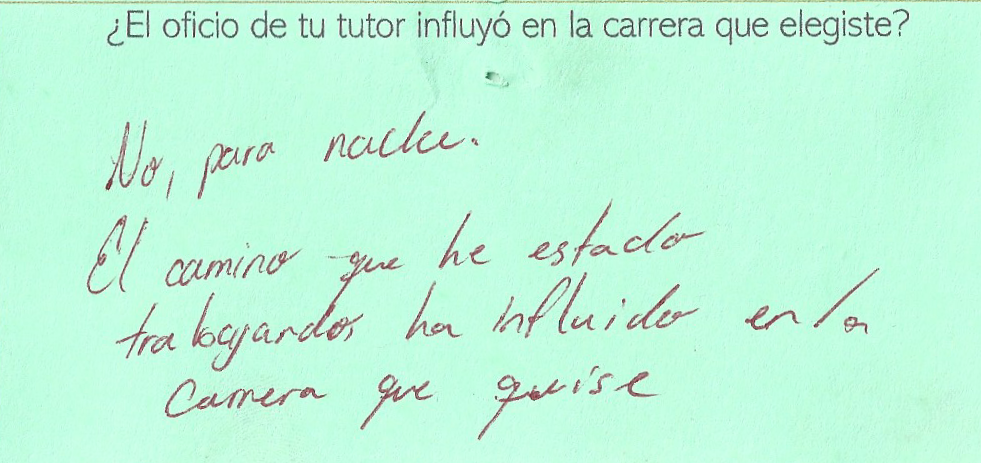 ¿El oficio de tu tutor influyó en la carrera que elegiste?
No, para nada.
El camino que he estado
trabajando, ha influido en la
carrera que quise